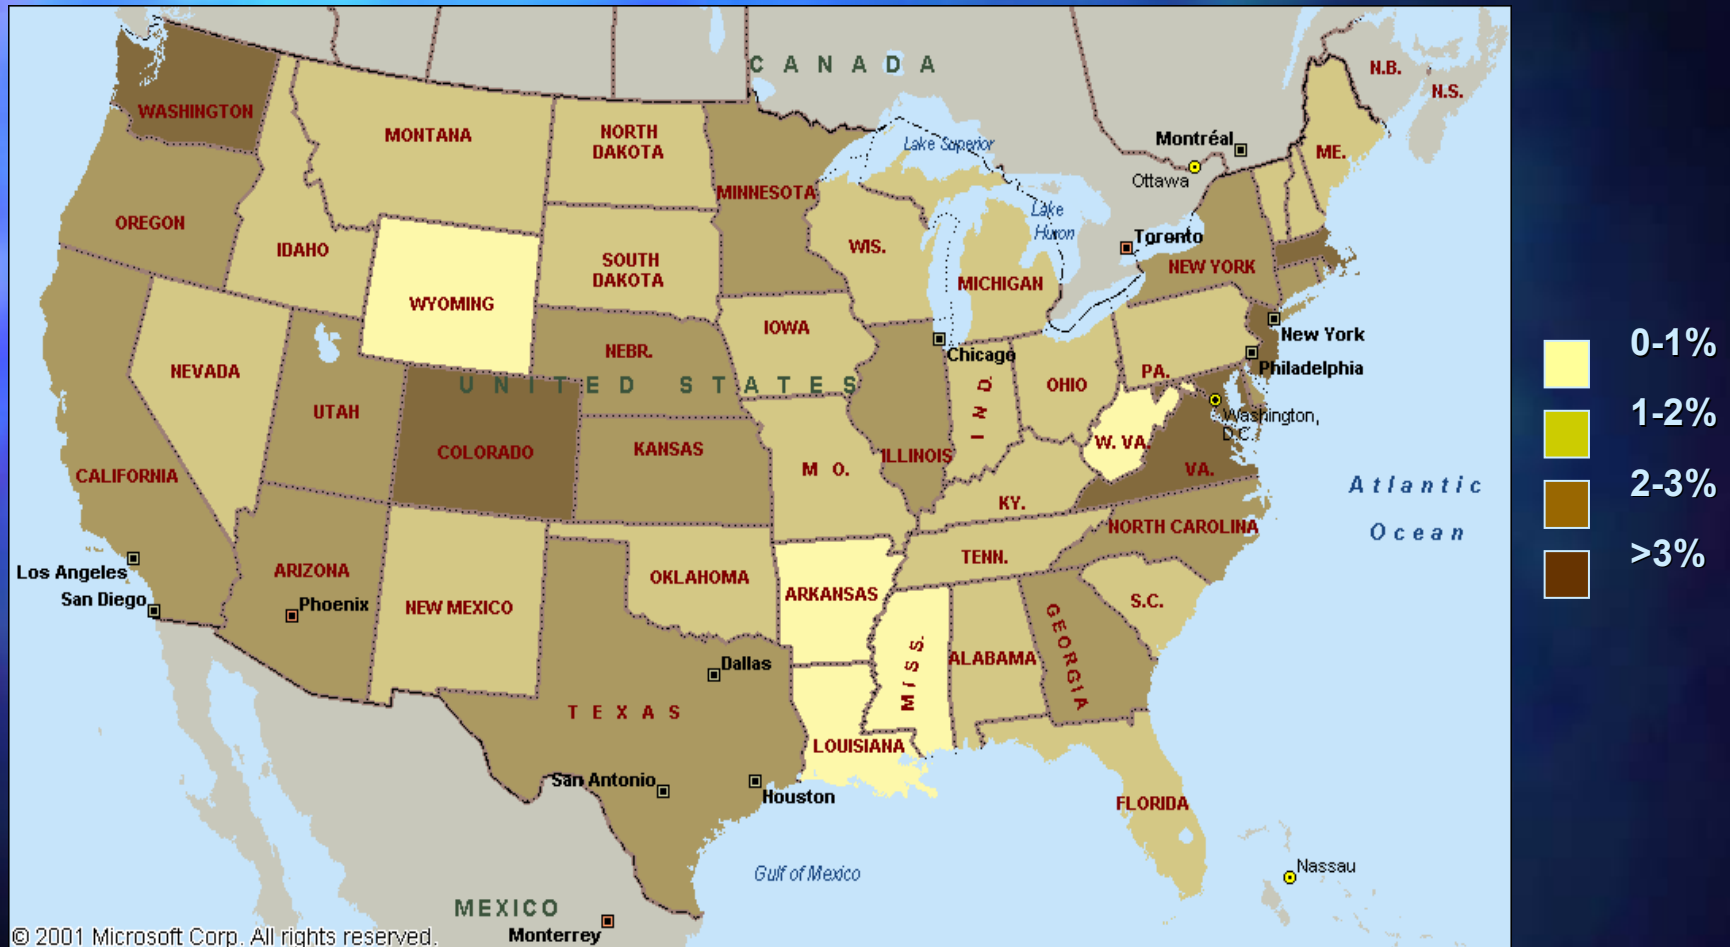 CANADA
N.B.
N.S.
WASHINGTON
MONTANA
NORTH
DAKOTA
Lake Superior
Montréal
Ottawa
ME.
MINNESOTA
OREGON
IDAHO
WIS.
Lake
Huron
Toronto
SOUTH
DAKOTA
MICHIGAN
NEW YORK
WYOMING
IOWA
New York
NEBR.
Chicago
Philadelphia
NEVADA
UNITED STATES
OHIO
PA.
UTAH
IND.
Washington,
D.C.
COLORADO
KANSAS
MO.
ILLINOIS
W. VA.
VA.
CALIFORNIA
KY.
NORTH CAROLINA
Atlantic
Ocean
TENN.
Los Angeles
San Diego
ARIZONA
Phoenix
NEW MEXICO
OKLAHOMA
ARKANSAS
S.C.
MISS.
ALABAMA
GEORGIA
Dallas
TEXAS
LOUISIANA
San Antonio
Houston
FLORIDA
Gulf of Mexico
Nassau
MEXICO
Monterrey
© 2001 Microsoft Corp. All rights reserved.
0-1%
1-2%
2-3%
>3%